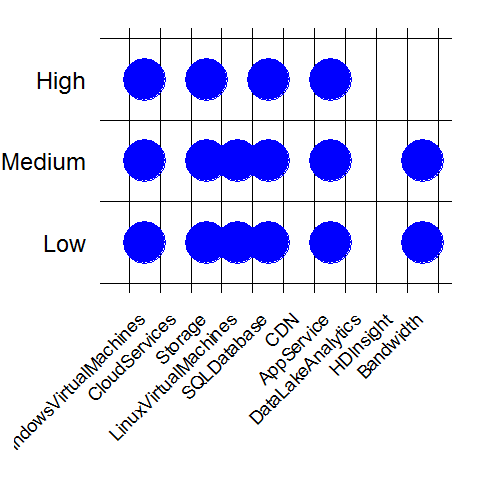 High
Medium
Low
ndowsVirtualMachines
CloudServices
Storage
LinuxVirtualMachines
SQLDatabase
CDN
AppService
DataLakeAnalytics
HDInsight
Bandwidth